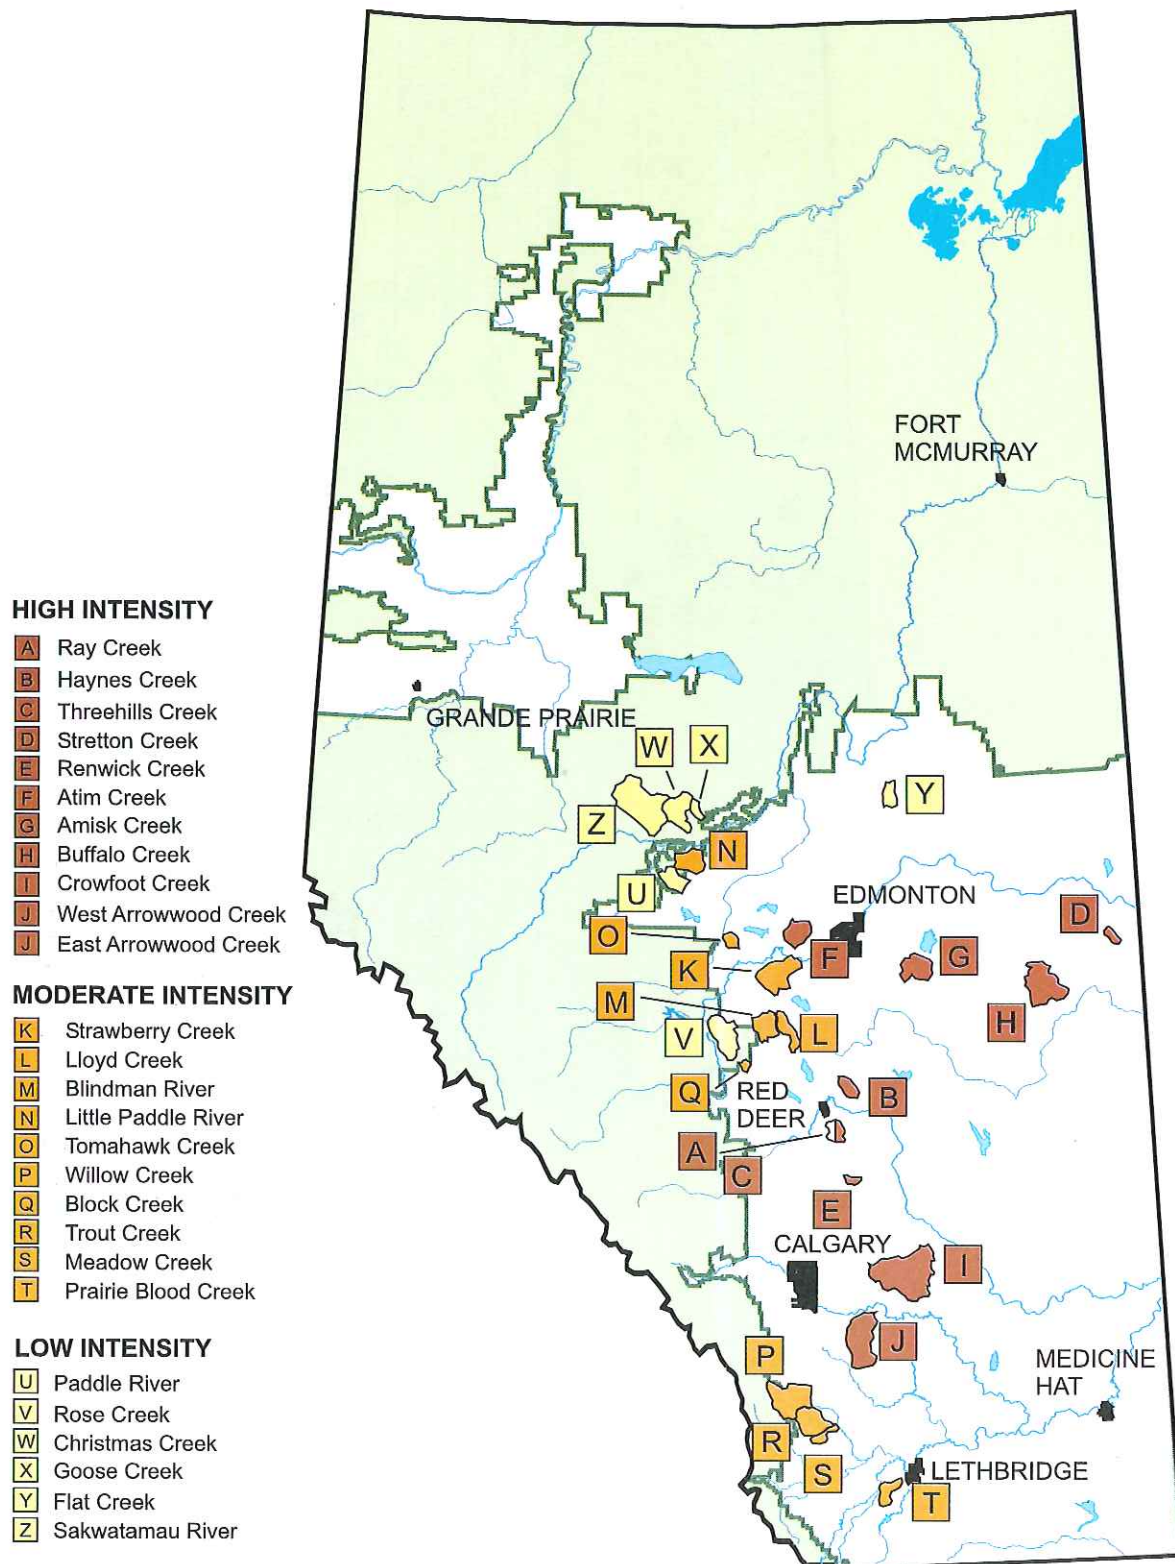 FORT
MCMURRAY
HIGH INTENSITY
A Ray Creek
B Haynes Creek
C Threehills Creek
D Stretton Creek
E Renwick Creek
F Atim Creek
G Amisk Creek
H Buffalo Creek
I Crowfoot Creek
J West Arrowwood Creek
J East Arrowwood Creek
MODERATE INTENSITY
K Strawberry Creek
L Lloyd Creek
M Blindman River
N Little Paddle River
O Tomahawk Creek
P Willow Creek
Q Block Creek
R Trout Creek
S Meadow Creek
T Prairie Blood Creek
LOW INTENSITY
U Paddle River
V Rose Creek
W Christmas Creek
X Goose Creek
Y Flat Creek
Z Sakwatamau River
GRANDE PRAIRIE
W
X
Y
Z
N
U
EDMONTON
D
O
F
G
K
M
L
H
V
Q
RED
DEER
B
A
C
E
CALGARY
I
J
P
MEDICINE
HAT
R
S
LETHBRIDGE
T